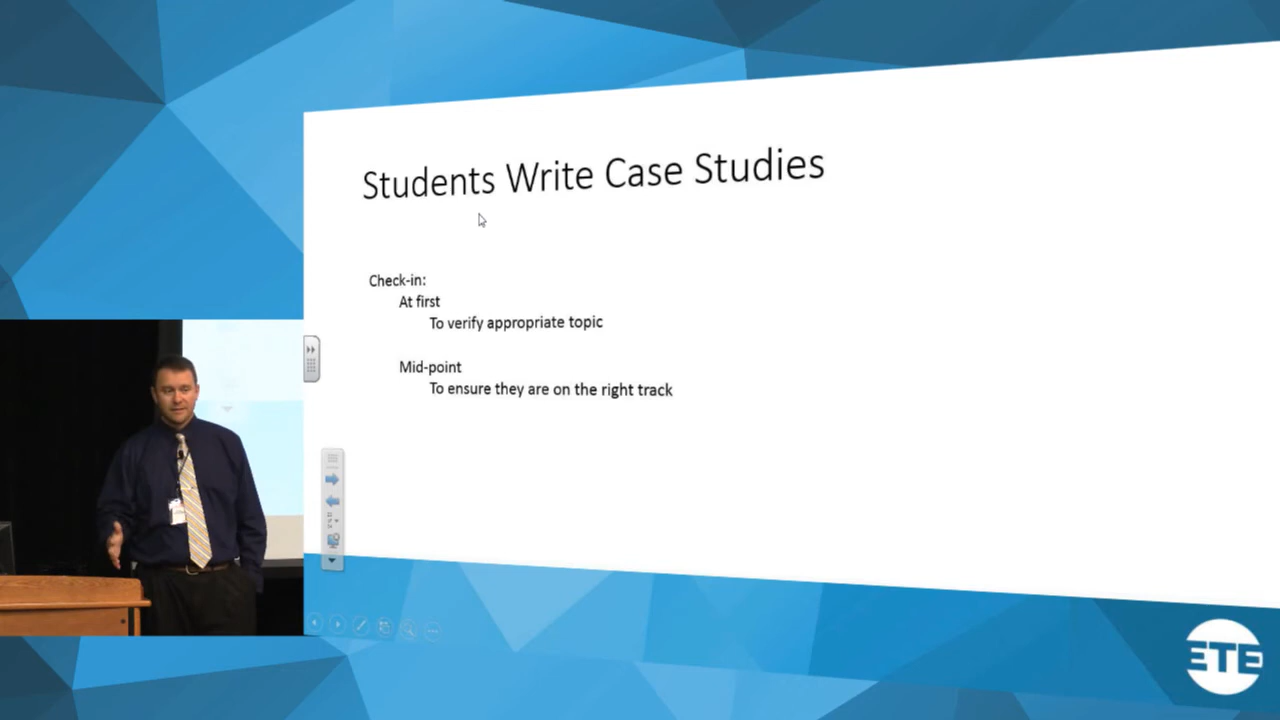 Students Write Case Studies
Check-in:
At first
To verify appropriate topic
Mid-point
To ensure they are on the right track
ETE